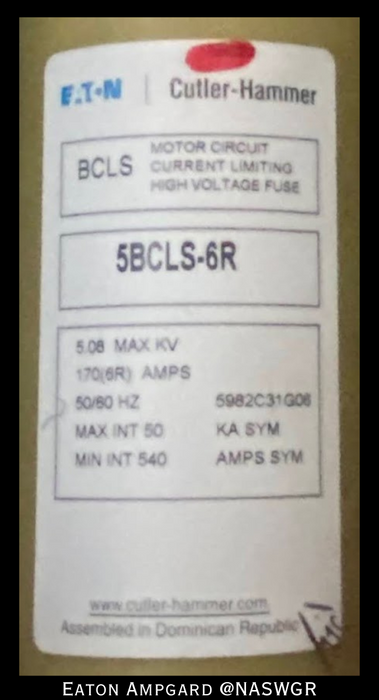 E·T·N | Cutler-Hammer
BCLS
MOTOR CIRCUIT
CURRENT LIMITING
HIGH VOLTAGE FUSE
5BCLS-6R
5.08 MAX KV
170(6R) AMPS
50/60 HZ 5982C31G06
MAX INT 50 KA SYM
MIN INT 540 AMPS SYM
www.cutler-hammer.com
Assembled in Dominican Republic
EATON AMPGARD @NASWGR